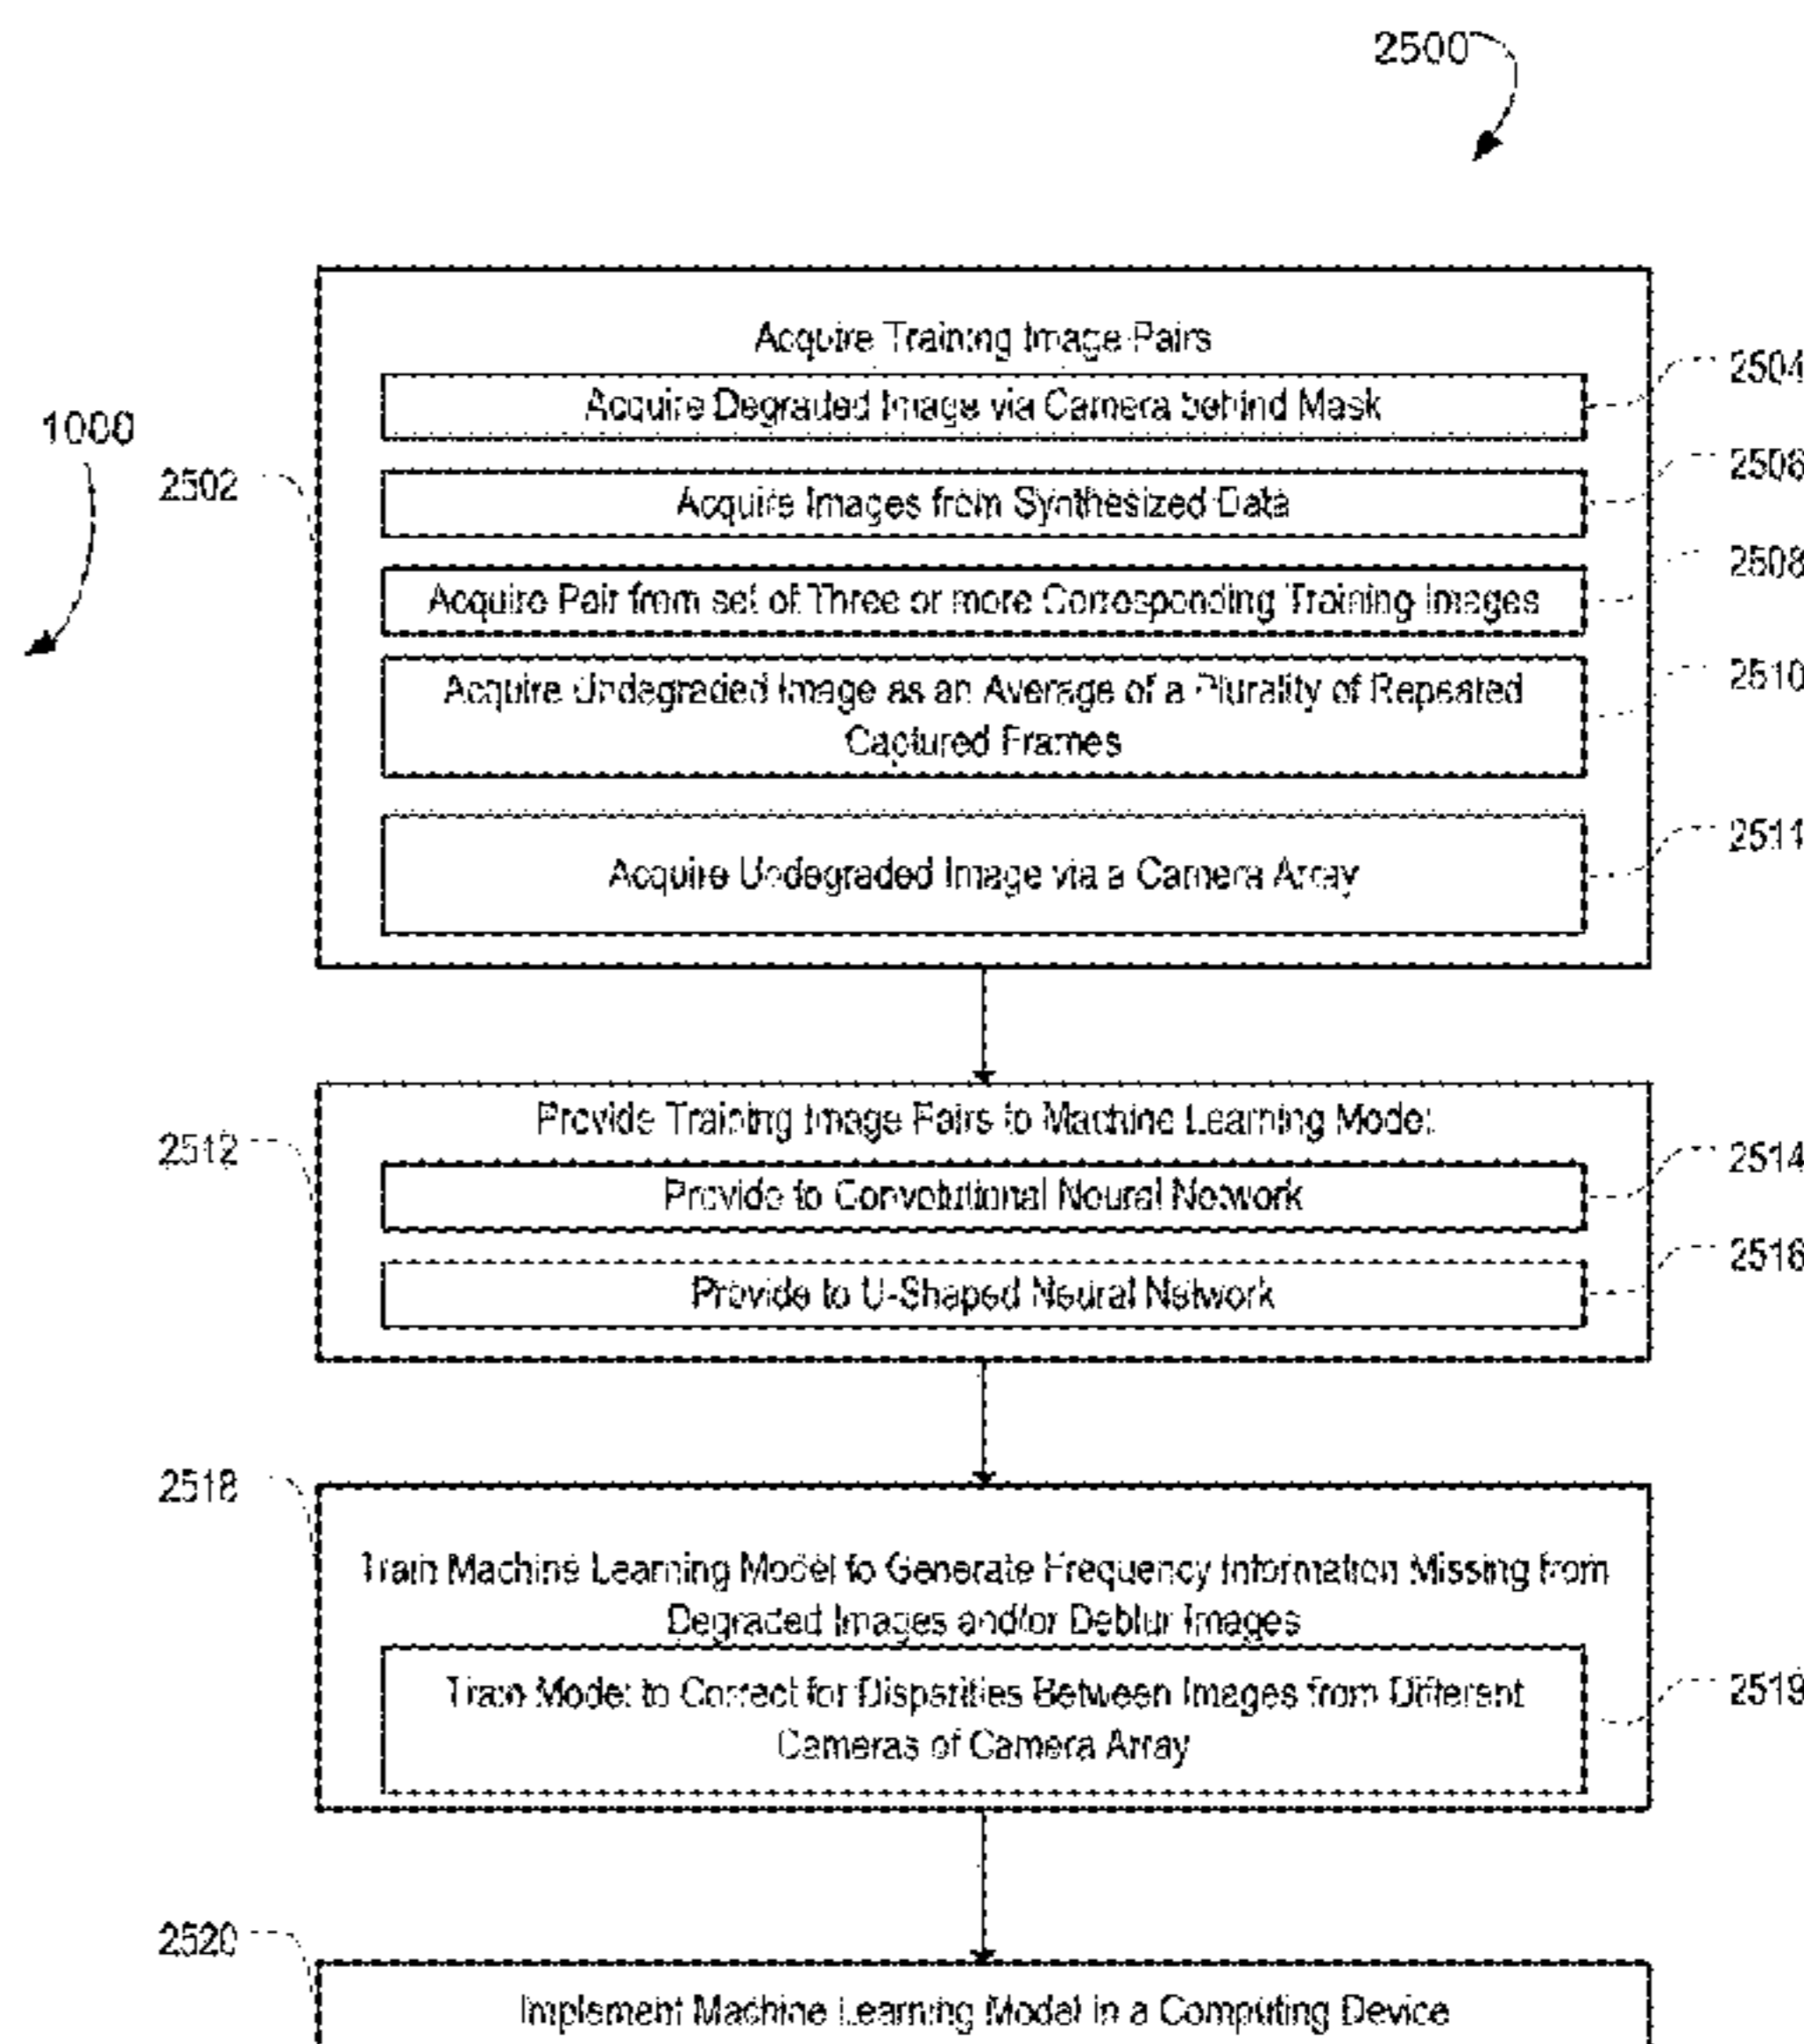 2500
Acquire Training Image Pairs
Acquire Degraded Image via Camera behind Mask
2504
1000
2502
Acquire Images from Synthesized Data
2506
Acquire Pair from set of Three or more Corresponding Training Images
2508
Acquire Undegraded Image as an Average of a Plurality of Repeated
Captured Frames
2510
Acquire Undegraded Image via a Camera Array
2511
Provide Training Image Pairs to Machine Learning Model
2512
Provide to Convolutional Neural Network
2514
Provide to U-Shaped Neural Network
2516
2518
Train Machine Learning Model to Generate Frequency Information Missing from
Degraded Images and/or Deblur Images
Train Model to Correct for Disparities Between Images from Different
Cameras of Camera Array
2519
2520
Implement Machine Learning Model in a Computing Device